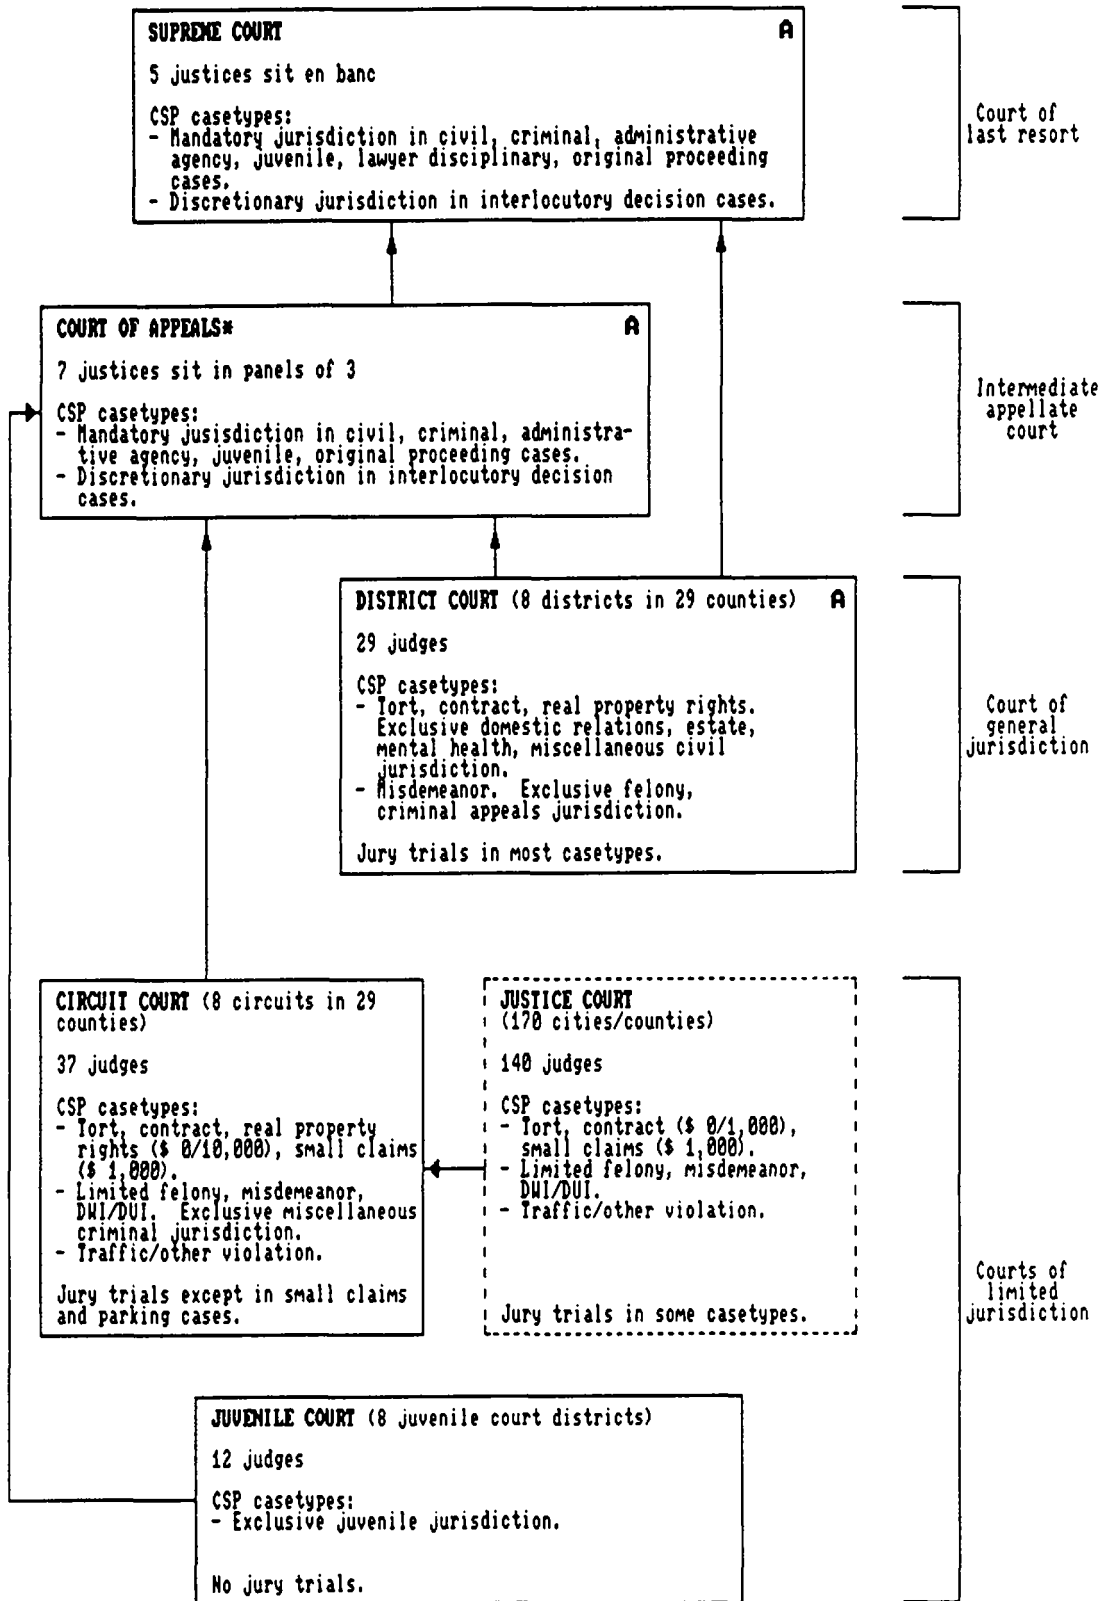 SUPREME COURT A
5 justices sit en banc
CSP casetypes:
- Mandatory jurisdiction in civil, criminal, administrative
agency, juvenile, lawyer disciplinary, original proceeding
cases.
- Discretionary jurisdiction in interlocutory decision cases.
Court of
last resort
COURT OF APPEALS* A
7 justices sit in panels of 3
CSP casetypes:
- Mandatory jusisdiction in civil, criminal, administra-
tive agency, juvenile, original proceeding cases.
- Discretionary jurisdiction in interlocutory decision
cases.
Intermediate
appellate
court
DISTRICT COURT (8 districts in 29 counties) A
29 judges
CSP casetypes:
- Tort, contract, real property rights.
Exclusive domestic relations, estate,
mental health, miscellaneous civil
jurisdiction.
- Misdemeanor. Exclusive felony,
criminal appeals jurisdiction.
Jury trials in most casetypes.
Court of
general
jurisdiction
CIRCUIT COURT (8 circuits in 29
counties)
37 judges
CSP casetypes:
- Tort, contract, real property
rights ($ 0/10,000), small claims
($ 1,000).
- Limited felony, misdemeanor,
DWI/DUI. Exclusive miscellaneous
criminal jurisdiction.
- Traffic/other violation.
Jury trials except in small claims
and parking cases.
JUSTICE COURT
(170 cities/counties)
140 judges
CSP casetypes:
- Tort, contract ($ 0/1,000),
small claims ($ 1,000).
- Limited felony, misdemeanor,
DWI/DUI.
- Traffic/other violation.
Jury trials in some casetypes.
Courts of
limited
jurisdiction
JUVENILE COURT (8 juvenile court districts)
12 judges
CSP casetypes:
- Exclusive juvenile jurisdiction.
No jury trials.